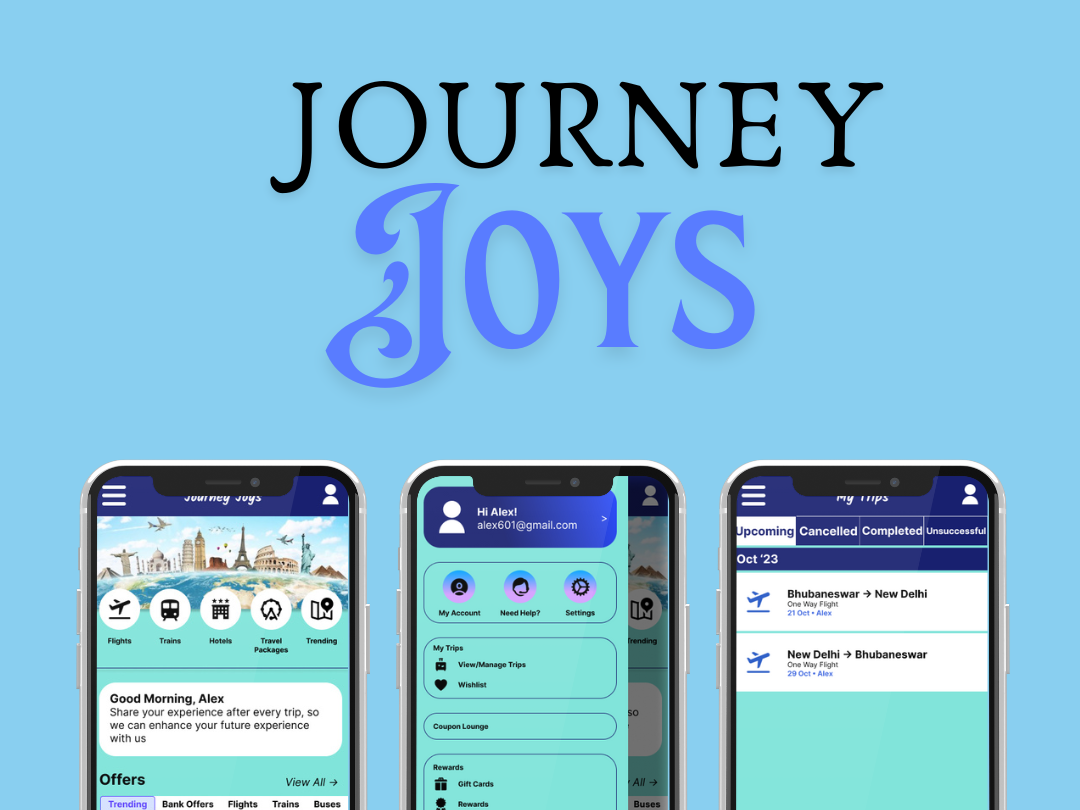 JOURNEY
JOYS
Journey Joys
Flights
Trains
Hotels
Travel
Packages
Trending
Good Morning, Alex
Share your experience after every trip, so
we can enhance your future experience
with us
Offers
View All →
Trending Bank Offers Flights Trains Buses
Hi Alex!
alex601@gmail.com
>
My Account
Need Help?
Settings
My Trips
View/Manage Trips
Wishlist
Coupon Lounge
Rewards
Gift Cards
Rewards
Trending
so
All →
Buses
My Trips
Upcoming Cancelled Completed Unsuccessful
Oct ‘23
Bhubaneswar → New Delhi
One Way Flight
21 Oct • Alex
New Delhi → Bhubaneswar
One Way Flight
29 Oct • Alex